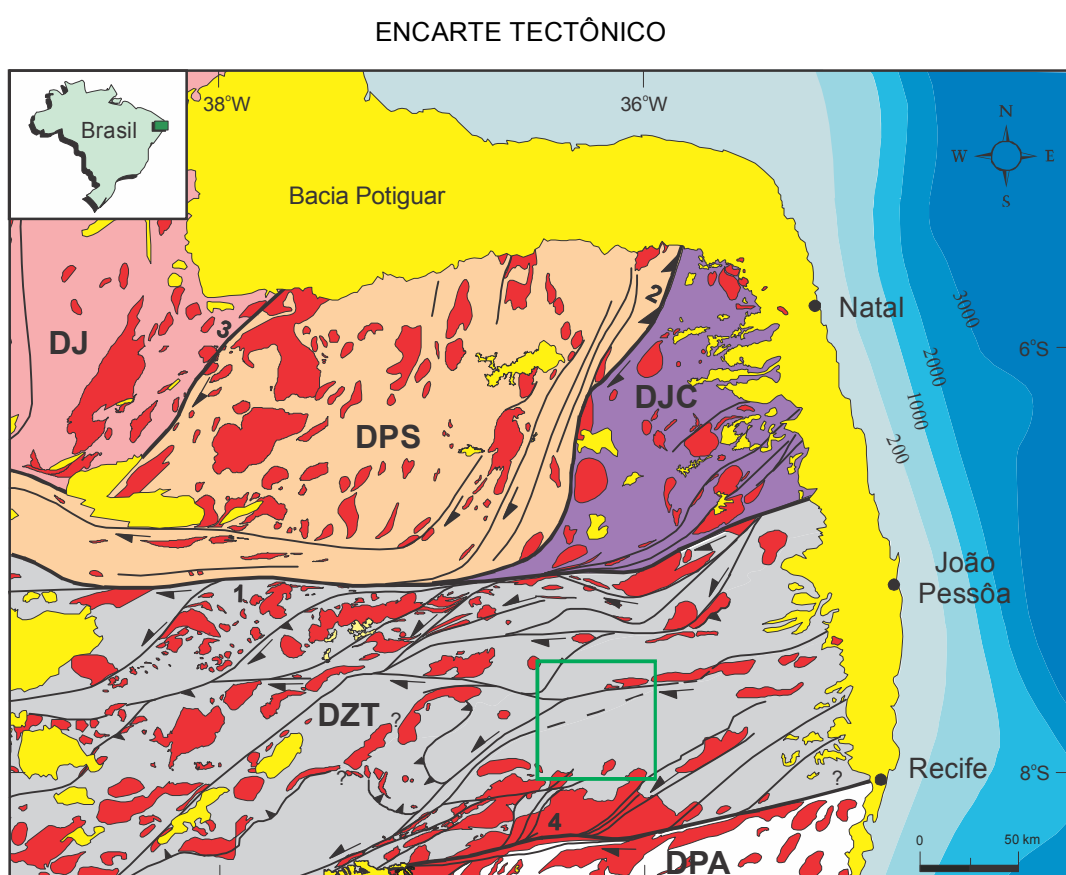 ENCARTE TECTÔNICO
38°W
36°W
Brasil
N
W
E
S
Bacia Potiguar
2
3
Natal
3000
6°S
DJ
2000
DJC
1000
DPS
200
João
Pessôa
1
DZT
?
?
?
Recife
8°S
4
0
50 km
DPA